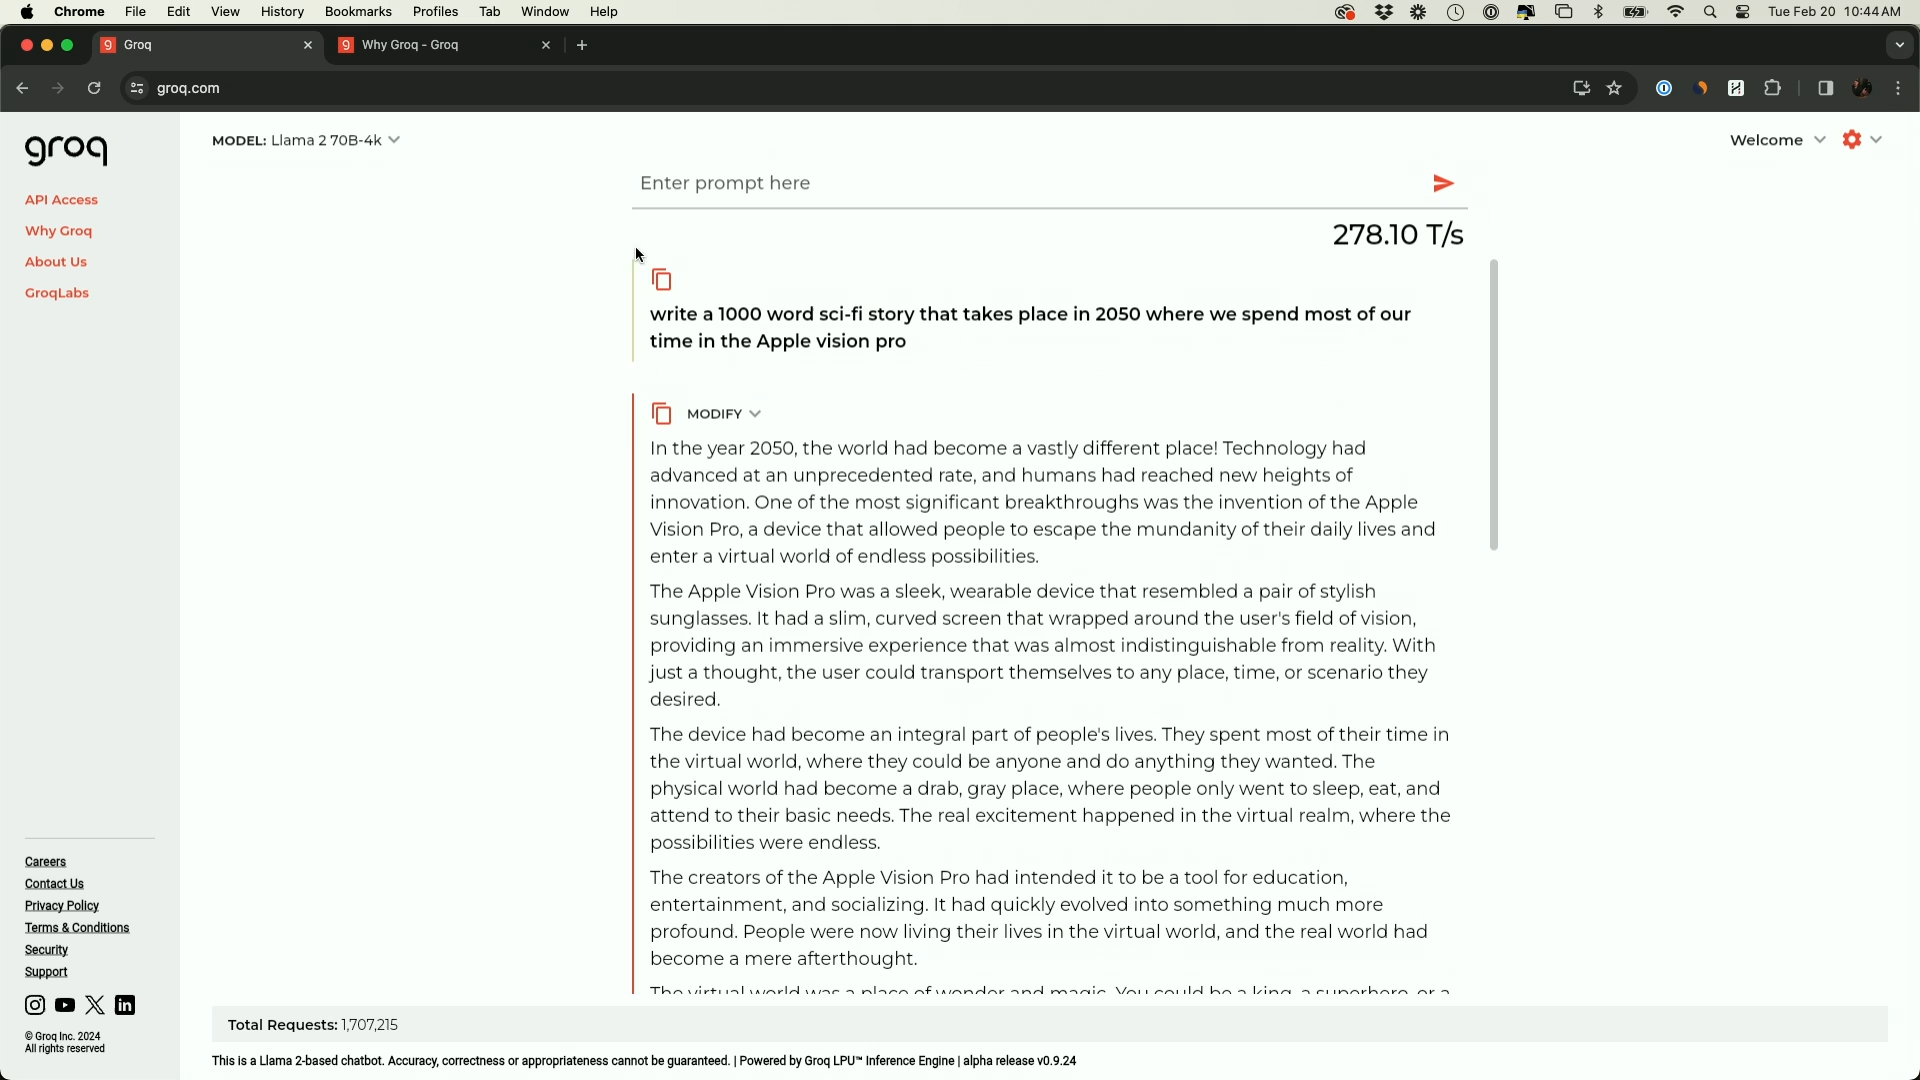 Chrome File Edit View History Bookmarks Profiles Tab Window Help Tue Feb 20 10:44 AM
Groq Why Groq - Groq
groq.com
groq
MODEL: Llama 2 70B-4k Welcome
Enter prompt here
API Access
Why Groq
About Us
GroqLabs
278.10 T/s
write a 1000 word sci-fi story that takes place in 2050 where we spend most of our
time in the Apple vision pro
MODIFY
In the year 2050, the world had become a vastly different place! Technology had
advanced at an unprecedented rate, and humans had reached new heights of
innovation. One of the most significant breakthroughs was the invention of the Apple
Vision Pro, a device that allowed people to escape the mundanity of their daily lives and
enter a virtual world of endless possibilities.
The Apple Vision Pro was a sleek, wearable device that resembled a pair of stylish
sunglasses. It had a slim, curved screen that wrapped around the user's field of vision,
providing an immersive experience that was almost indistinguishable from reality. With
just a thought, the user could transport themselves to any place, time, or scenario they
desired.
The device had become an integral part of people's lives. They spent most of their time in
the virtual world, where they could be anyone and do anything they wanted. The
physical world had become a drab, gray place, where people only went to sleep, eat, and
attend to their basic needs. The real excitement happened in the virtual realm, where the
possibilities were endless.
The creators of the Apple Vision Pro had intended it to be a tool for education,
entertainment, and socializing. It had quickly evolved into something much more
profound. People were now living their lives in the virtual world, and the real world had
become a mere afterthought.
The virtual world was a place of wonder and magic. You could be a king, a superhero, or a
Careers
Contact Us
Privacy Policy
Terms & Conditions
Security
Support
© Groq Inc. 2024
All rights reserved
Total Requests: 1,707,215
This is a Llama 2-based chatbot. Accuracy, correctness or appropriateness cannot be guaranteed. | Powered by Groq LPU™ Inference Engine | alpha release v0.9.24